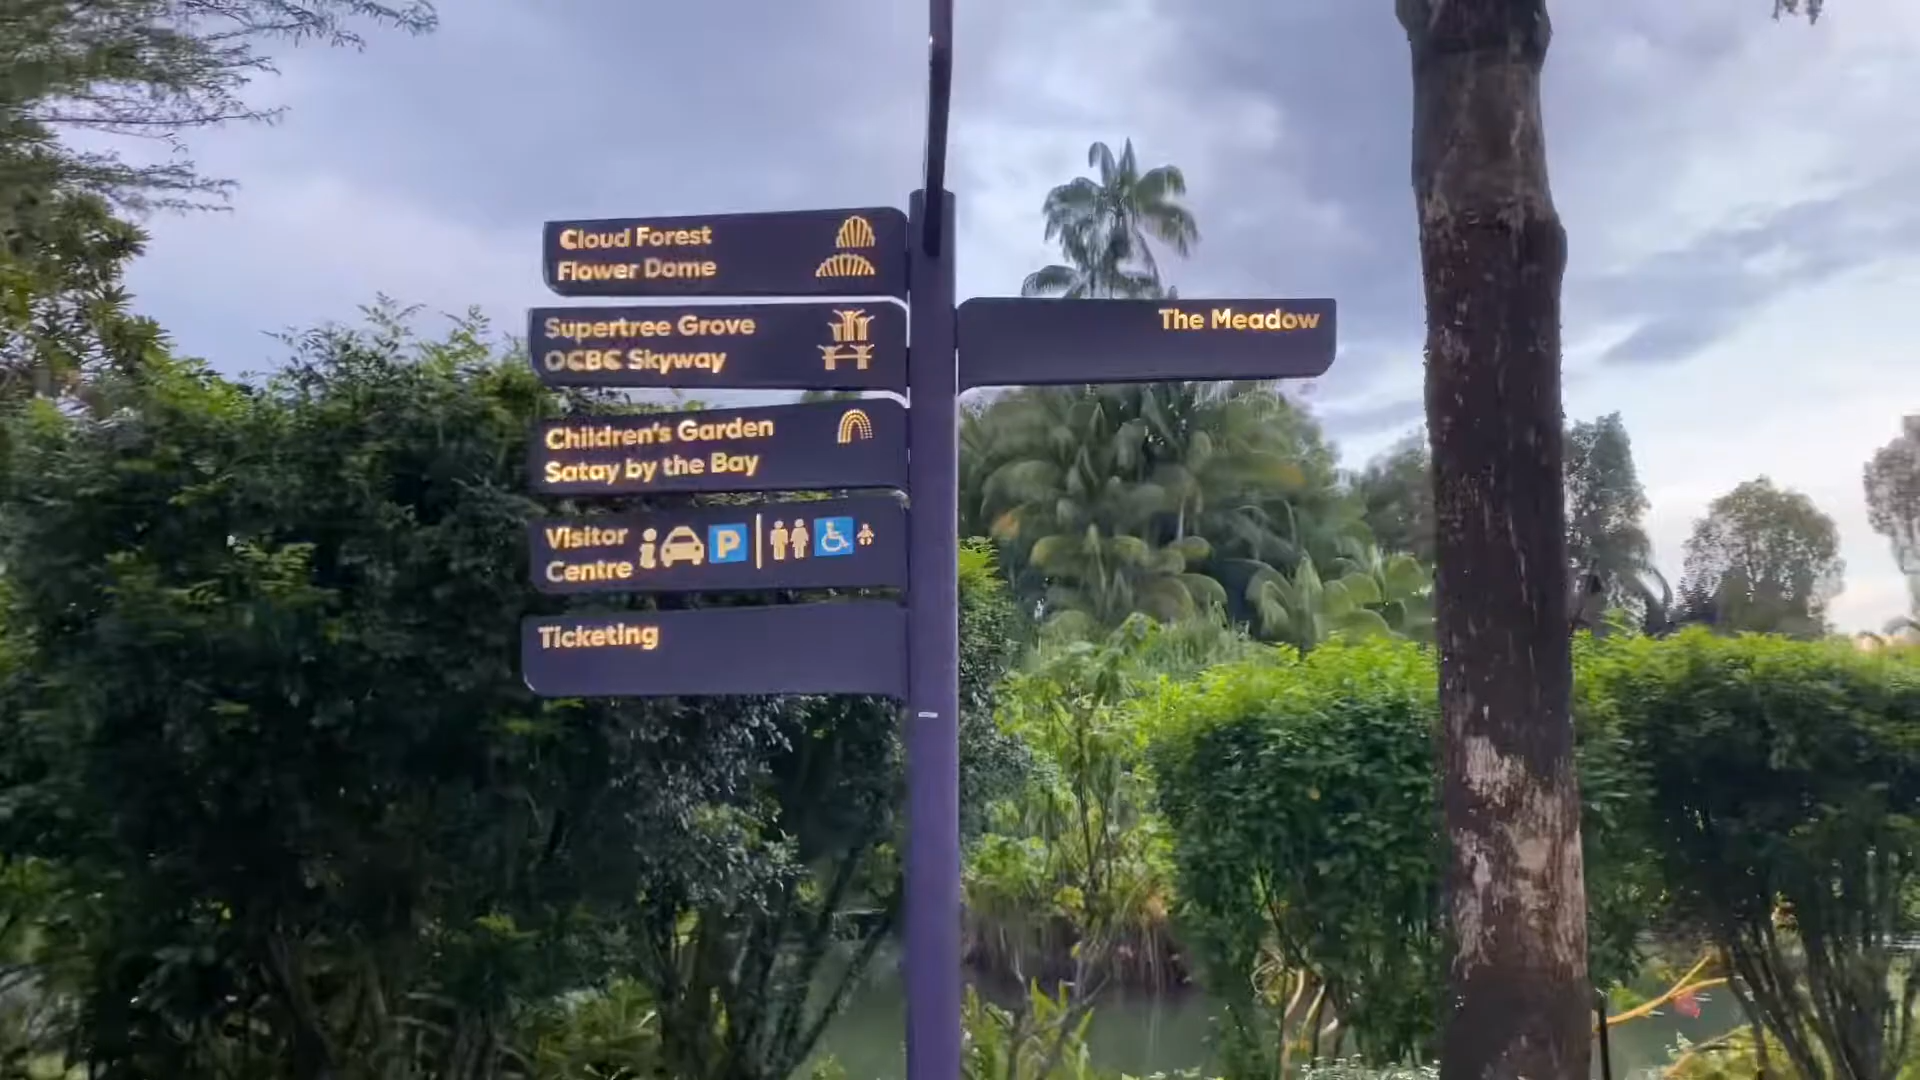 Cloud Forest
Flower Dome
Supertree Grove
OCBC Skyway
The Meadow
Children's Garden
Satay by the Bay
Visitor
Centre
P
Ticketing